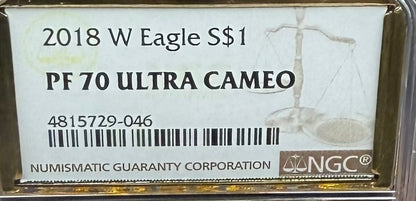 2018 W Eagle S$1
PF 70 ULTRA CAMEO
4815729-046
NUMISMATIC GUARANTY CORPORATION NGC®